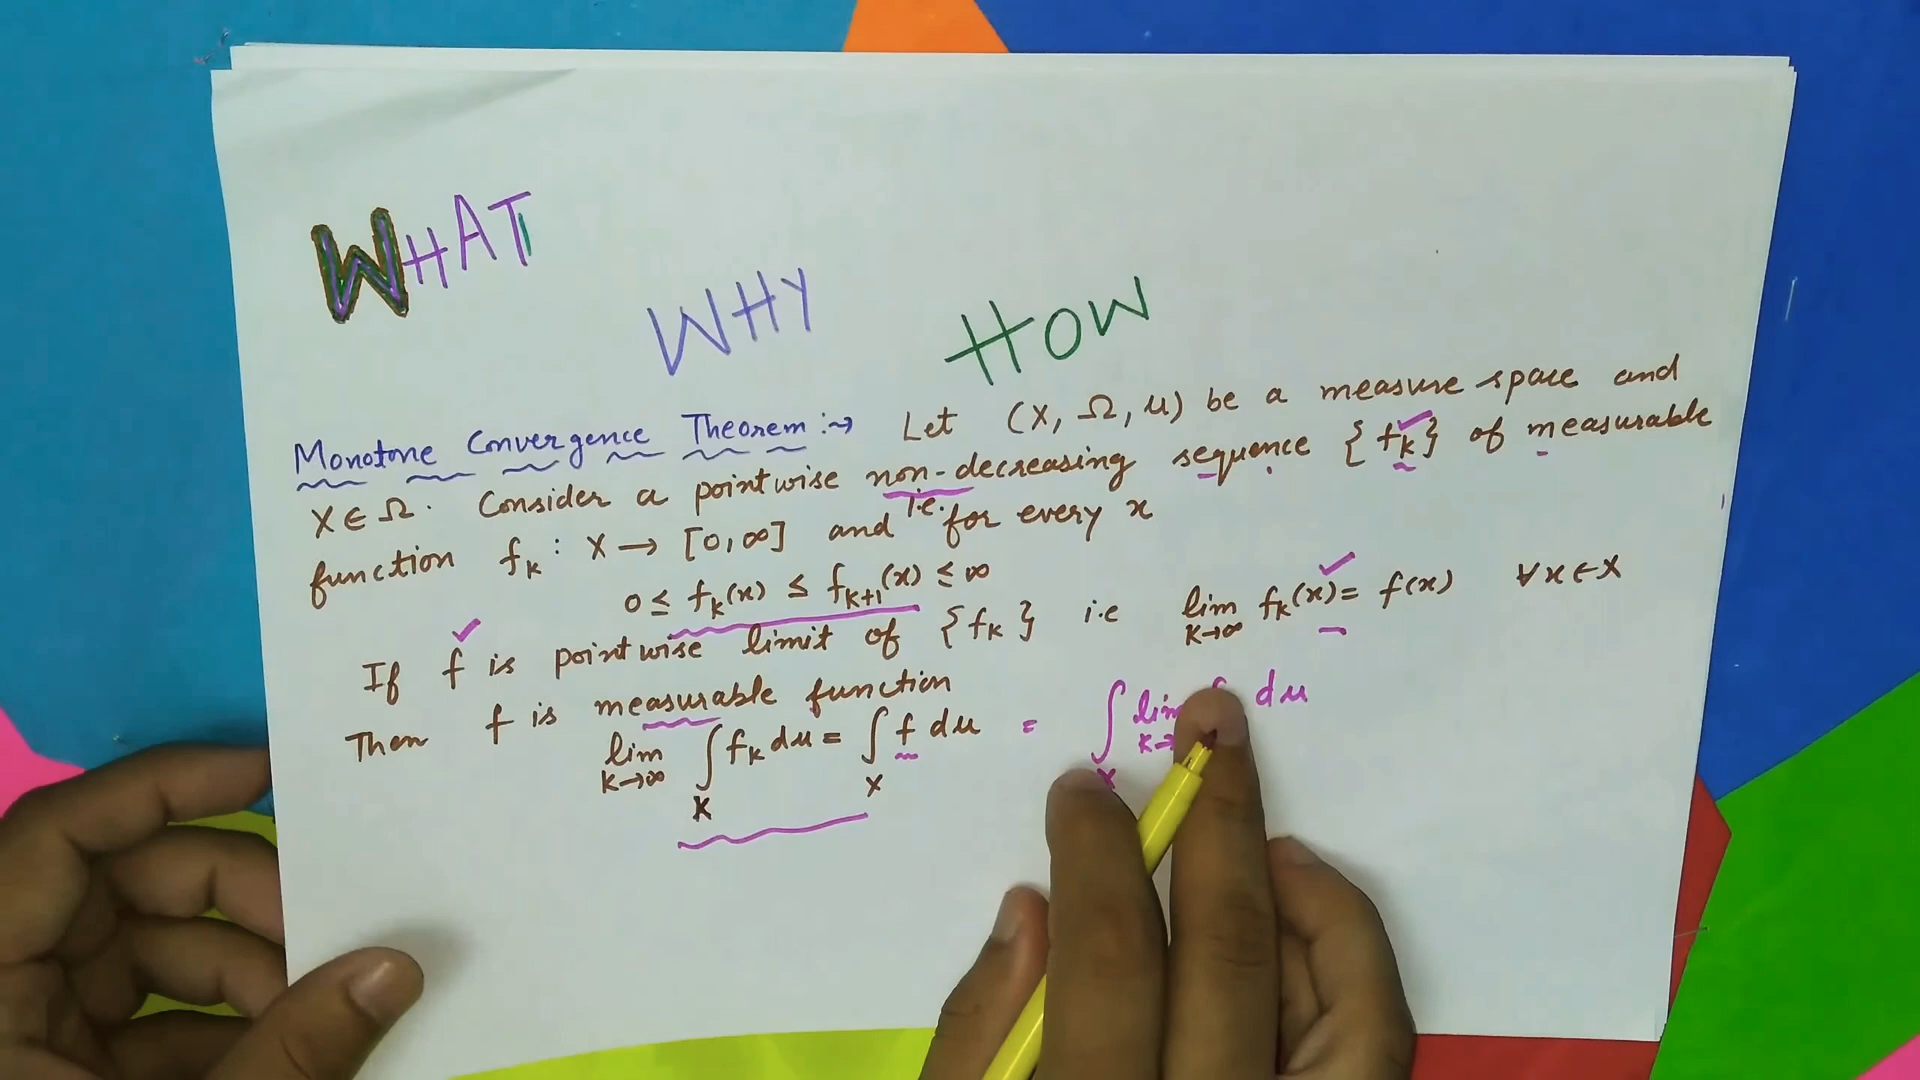 WHAT
WHY
HOW
Monotone Convergence Theorem :→ Let (X, Ω, μ) be a measure space and
X ∈ Ω. Consider a pointwise non-decreasing sequence {fk} of measurable
function fk : X → [0,∞] and i.e. for every x
0 ≤ fk(x) ≤ fk+1(x) ≤ ∞
If f is pointwise limit of {fk} i.e lim k→∞ fk(x) = f(x) ∀ x ∈ X
Then f is measurable function
lim k→∞ ∫K fk dμ = ∫X f dμ = ∫X lim dμ